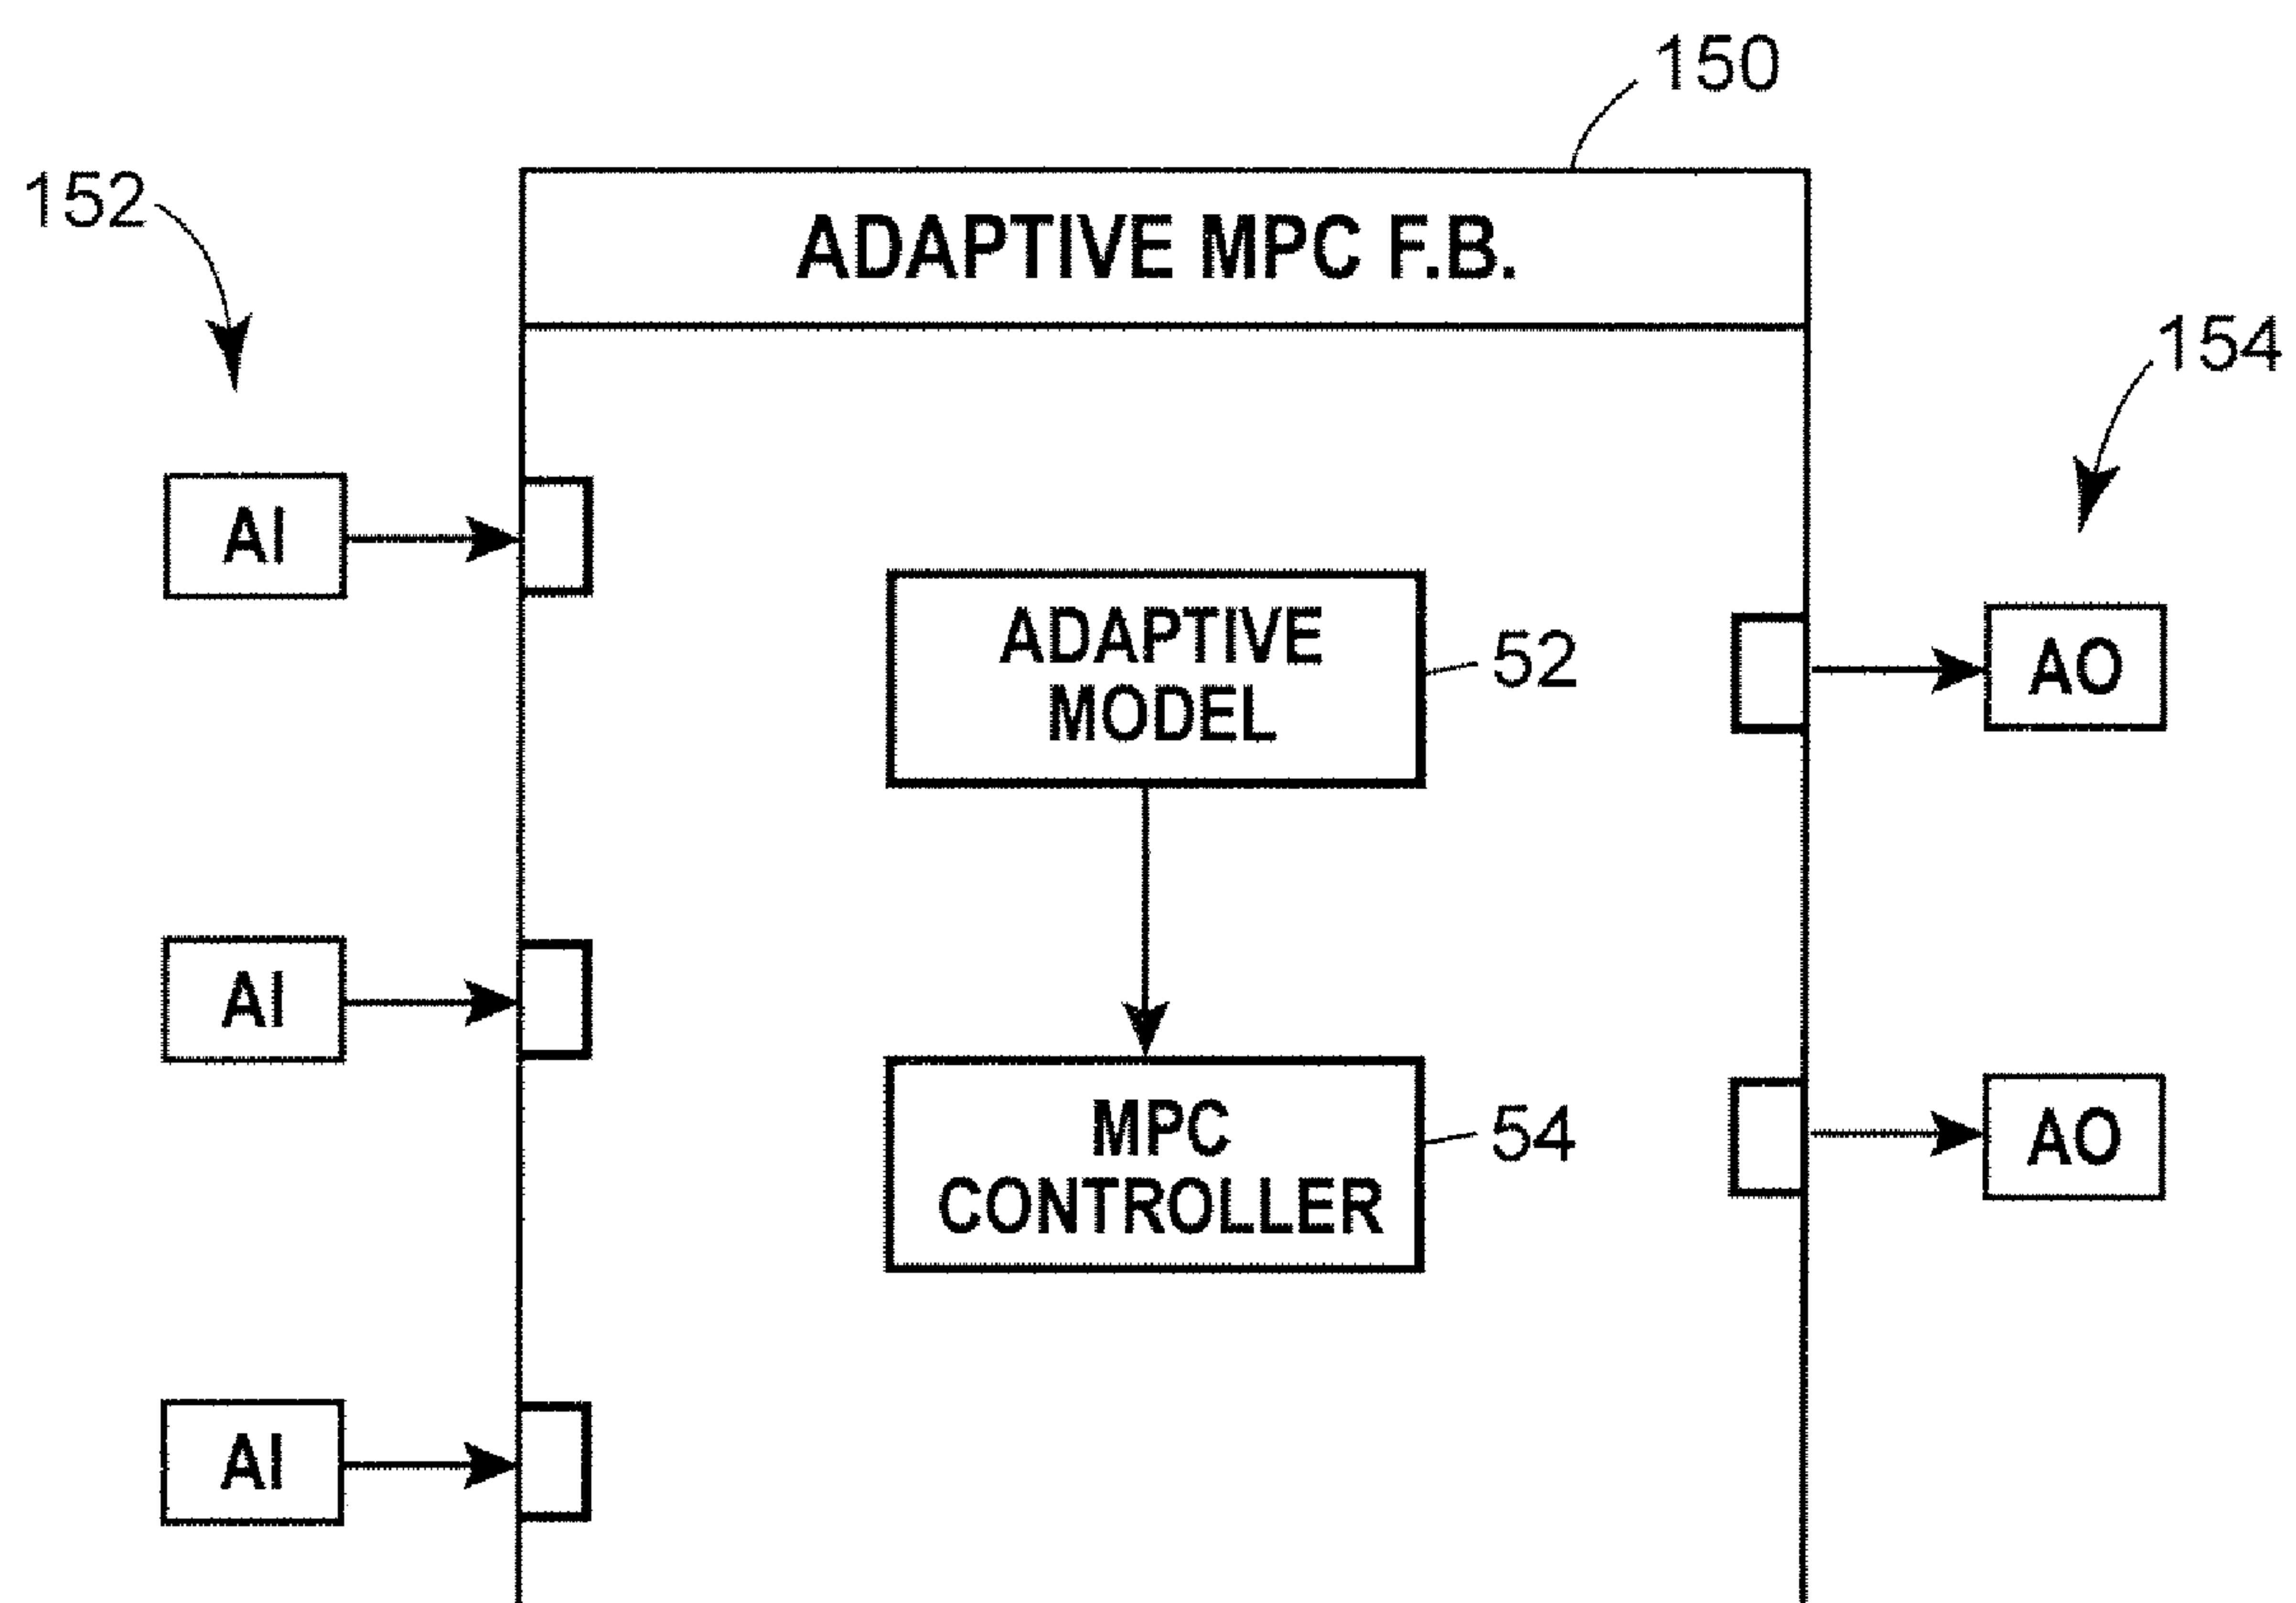 150
152
ADAPTIVE MPC F.B.
154
AI
ADAPTIVE
MODEL
52
AO
AI
MPC
CONTROLLER
54
AO
AI